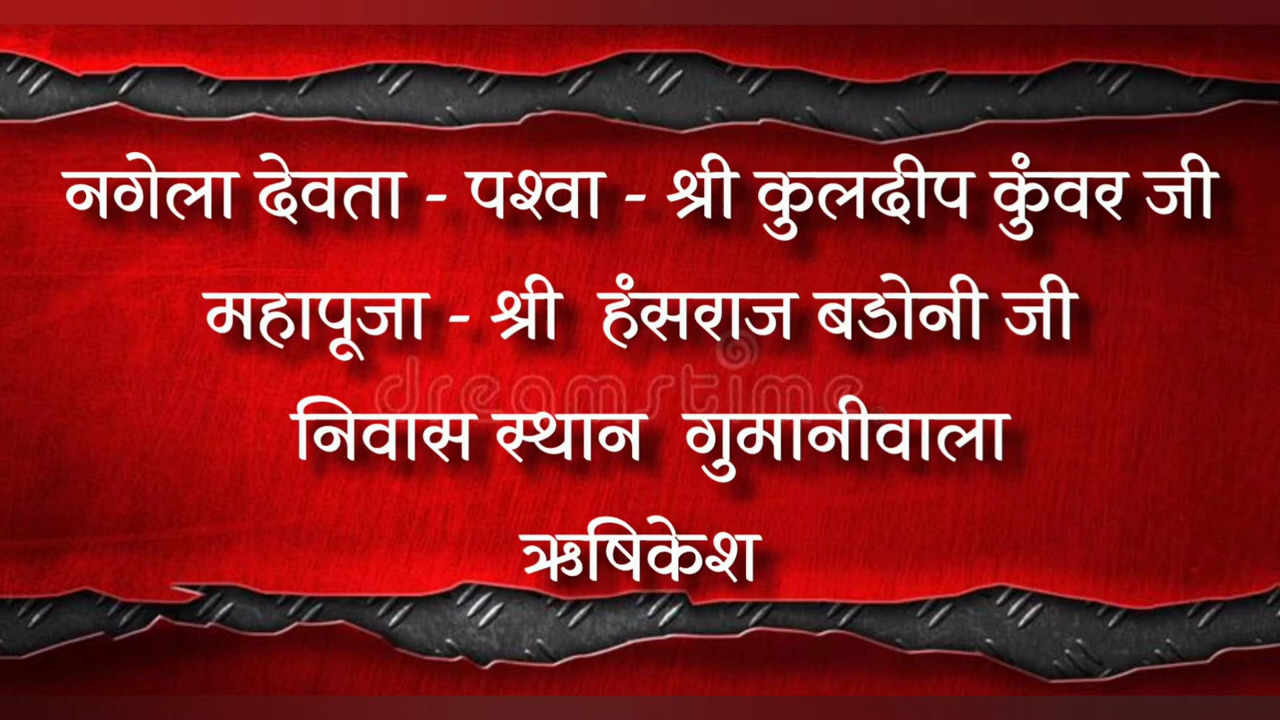 नगेला देवता - पश्वा - श्री कुलदीप कुंवर जी
महापूजा - श्री हंसराज बडोनी जी
dreamstime
निवास स्थान गुमानीवाला
ऋषिकेश